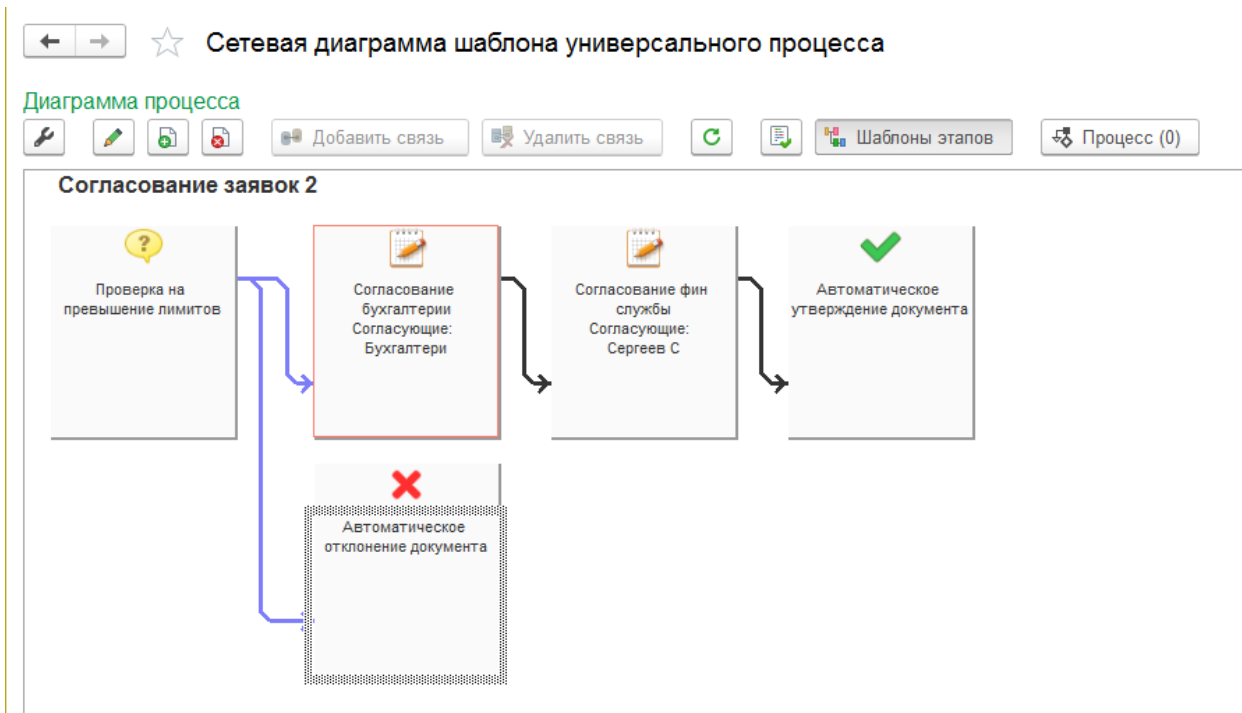 Сетевая диаграмма шаблона универсального процесса
Диаграмма процесса
Добавить связь
Удалить связь
Шаблоны этапов
Процесс (0)
Согласование заявок 2
Проверка на
превышение лимитов
Согласование
бухгалтерии
Согласующие:
Бухгалтери
Согласование фин
службы
Согласующие:
Сергеев С
Автоматическое
утверждение документа
Автоматическое
отклонение документа